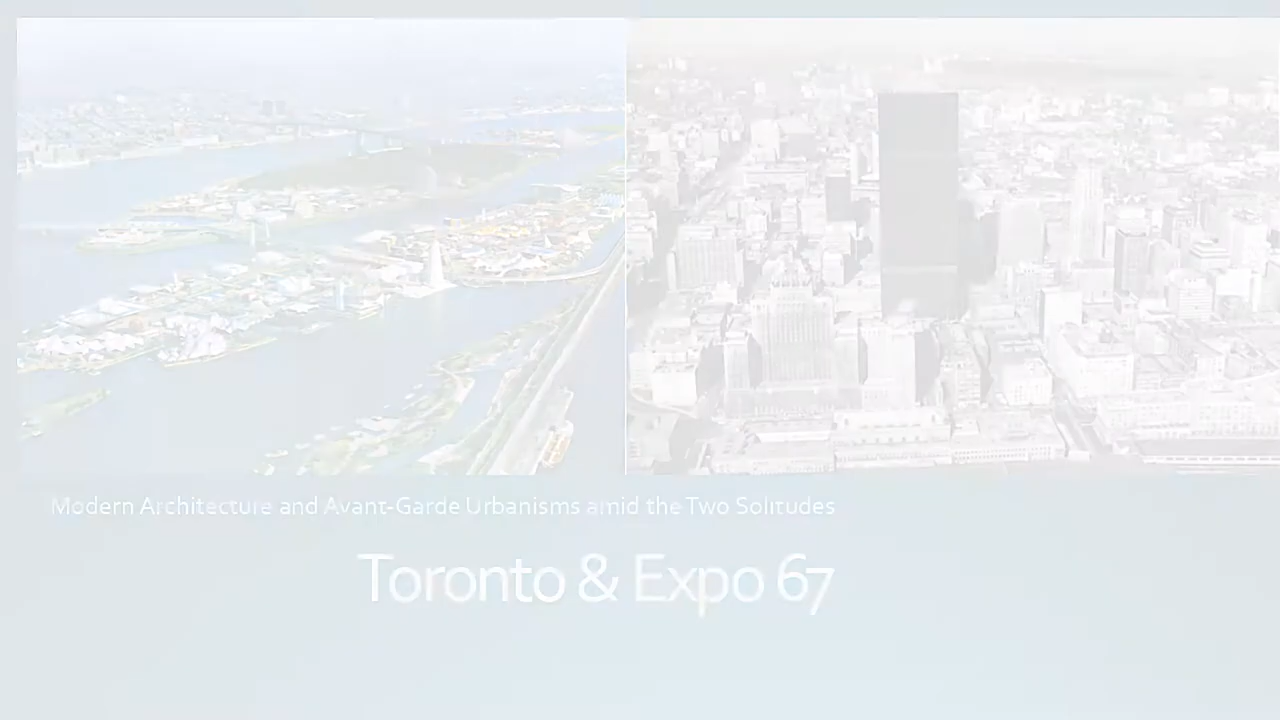 Modern Architecture and Avant-Garde Urbanisms amid the Two Solitudes
Toronto & Expo 67